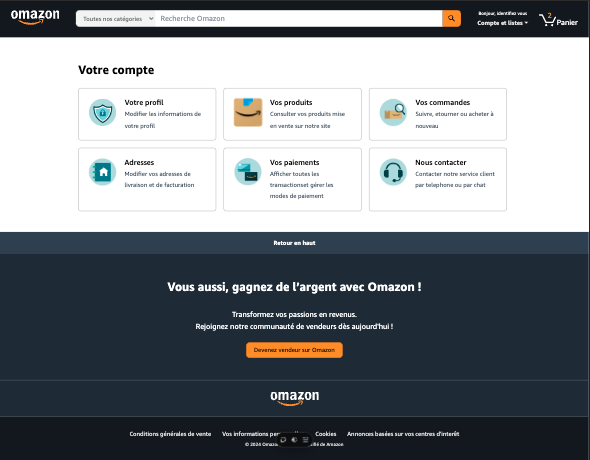 omazon
Toutes nos catégories
Recherche Omazon
Bonjour, identifiez vous
Compte et listes
2
Panier
Votre compte
Votre profil
Modifier les informations de
votre profil
Vos produits
Consulter vos produits mise
en vente sur notre site
Vos commandes
Suivre, etourner ou acheter à
nouveau
Adresses
Modifier vos adresses de
livraison et de facturation
Vos paiements
Afficher toutes les
transactionset gérer les
modes de paiement
Nous contacter
Contacter notre service client
par telephone ou par chat
Retour en haut
Vous aussi, gagnez de l'argent avec Omazon !
Transformez vos passions en revenus.
Rejoignez notre communauté de vendeurs dès aujourd'hui !
Devenez vendeur sur Omazon
omazon
Conditions générales de vente
Vos informations
Cookies
Annonces basées sur vos centres d'intérêt
© 2024
de Amazon